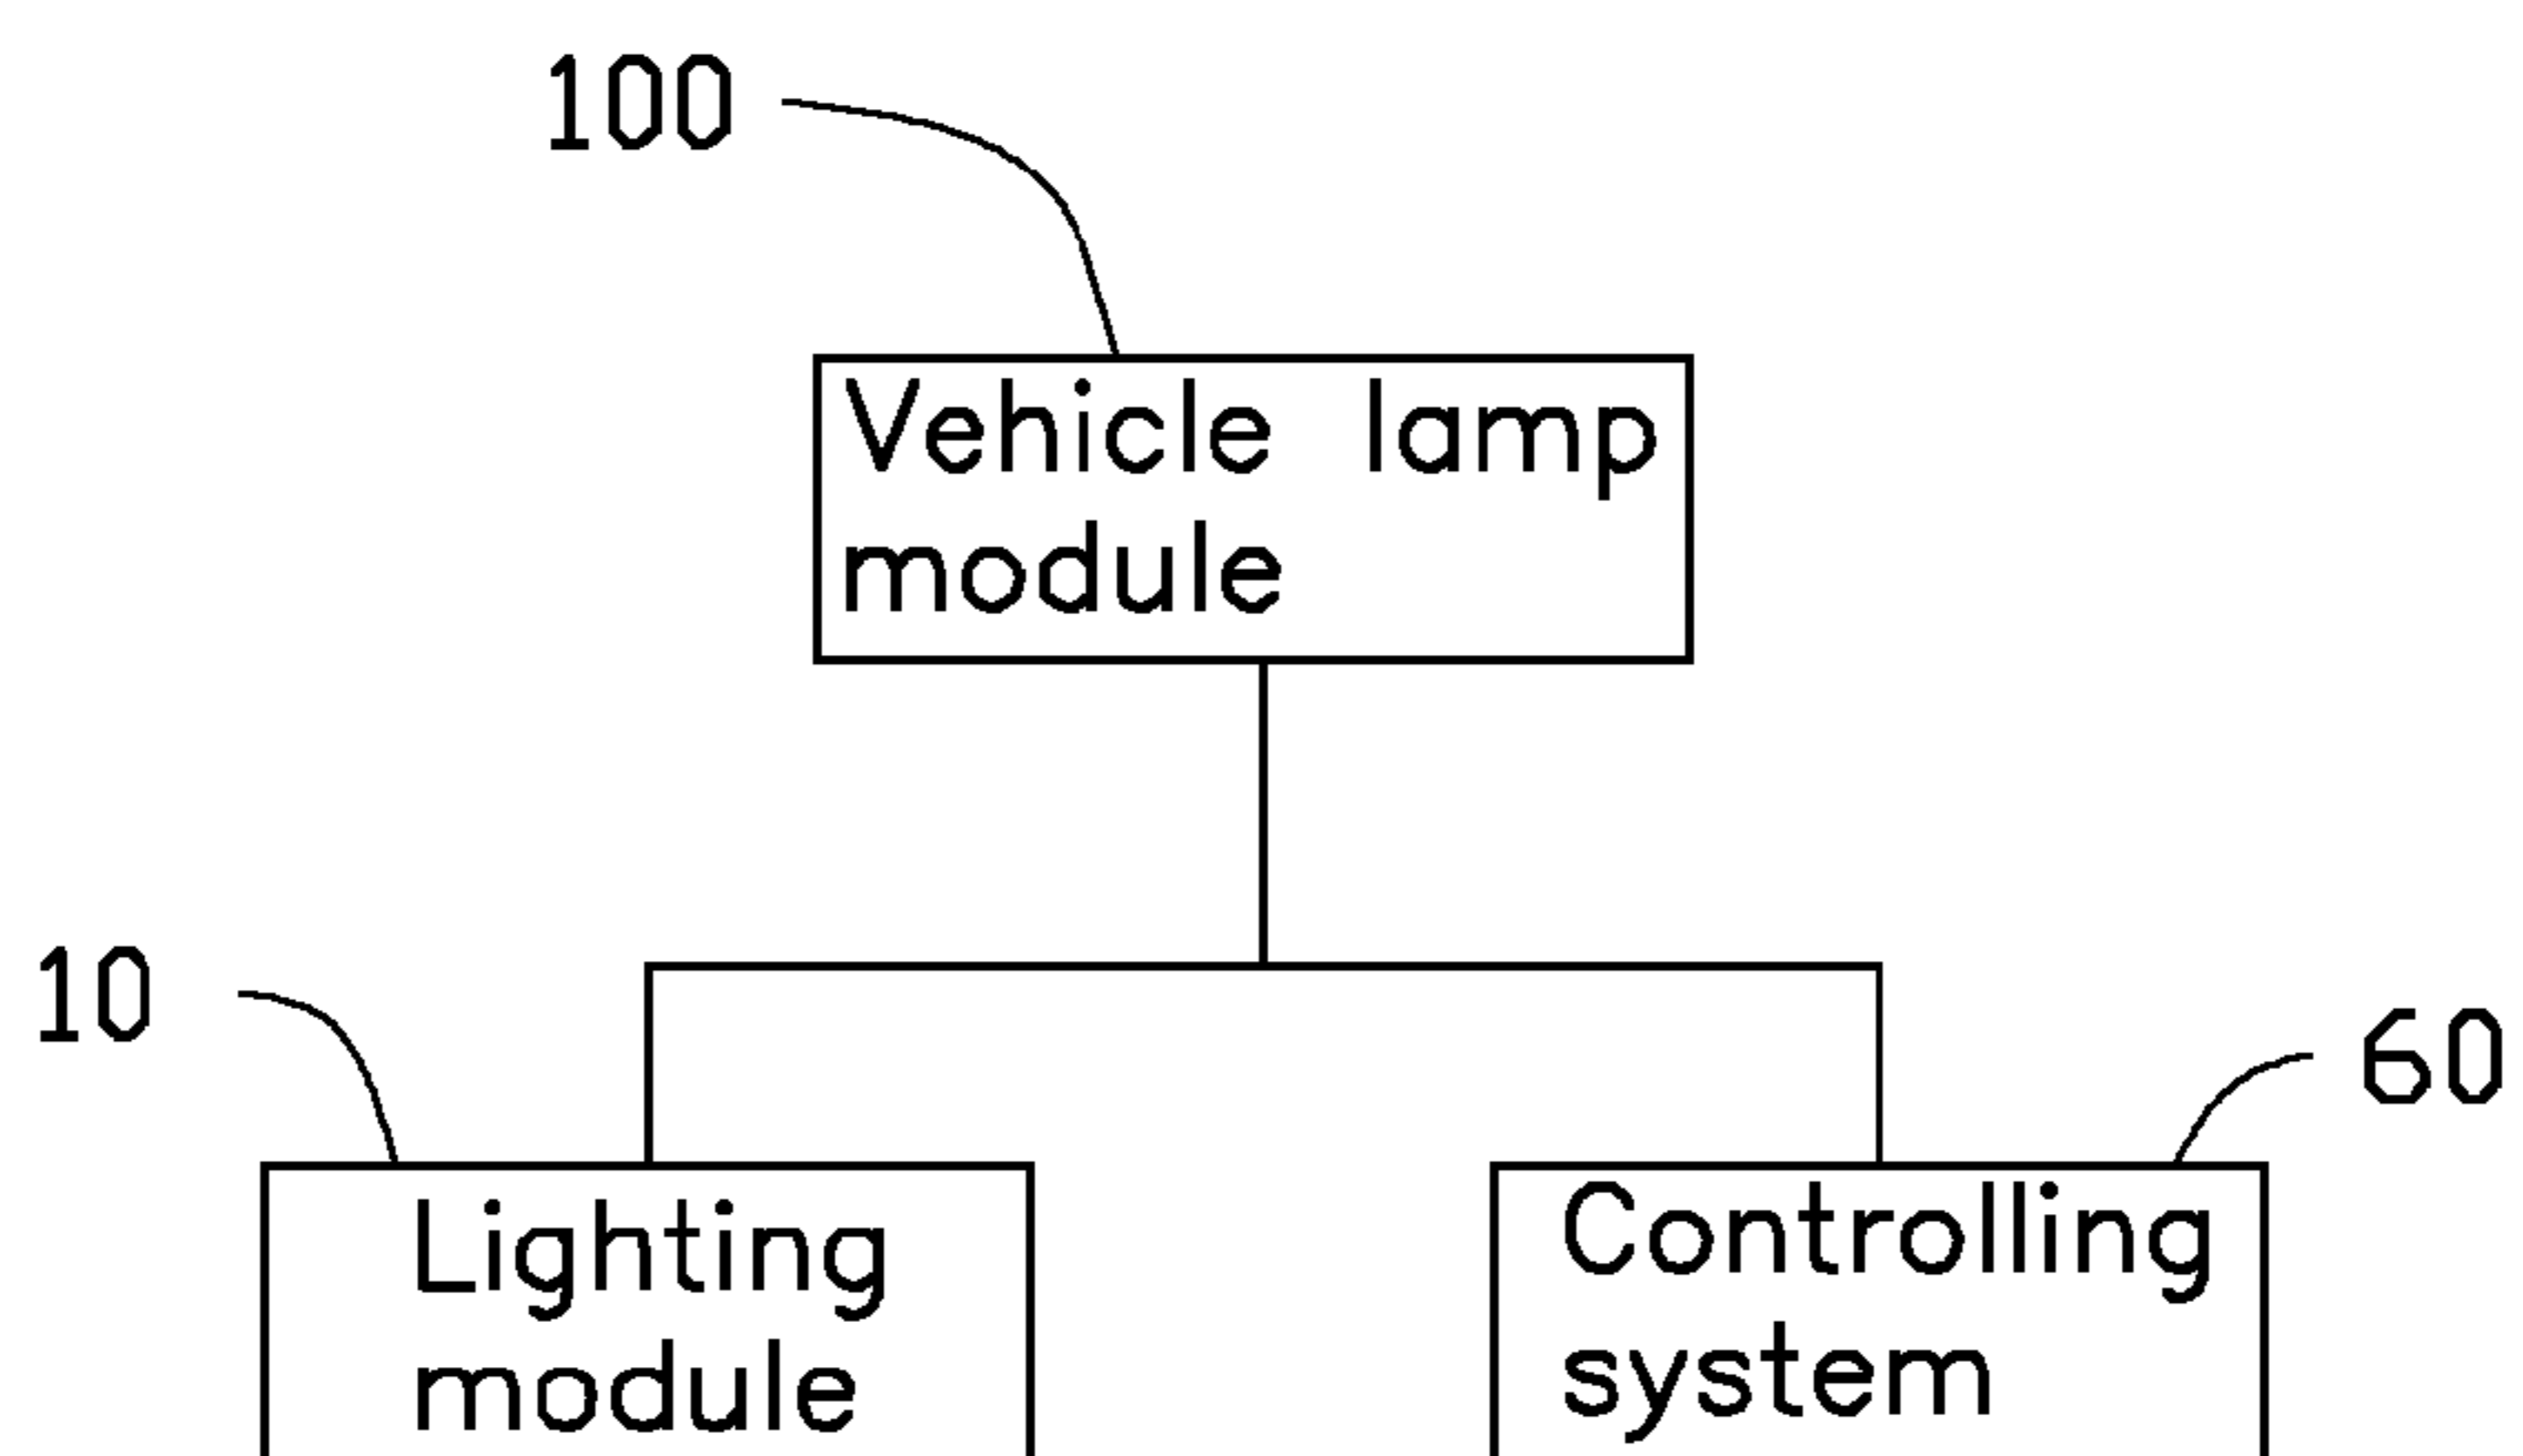 100
Vehicle lamp
module
10
60
Lighting
module
Controlling
system